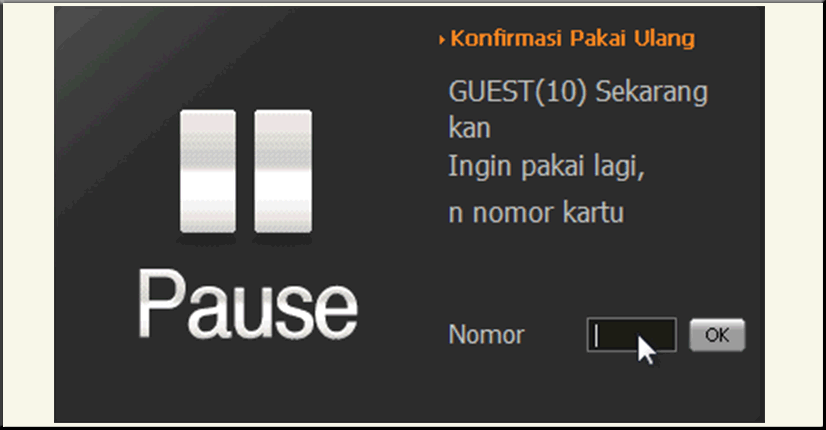 Konfirmasi Pakai Ulang
GUEST(10) Sekarang
kan
Ingin pakai lagi,
n nomor kartu
Pause
Nomor
OK